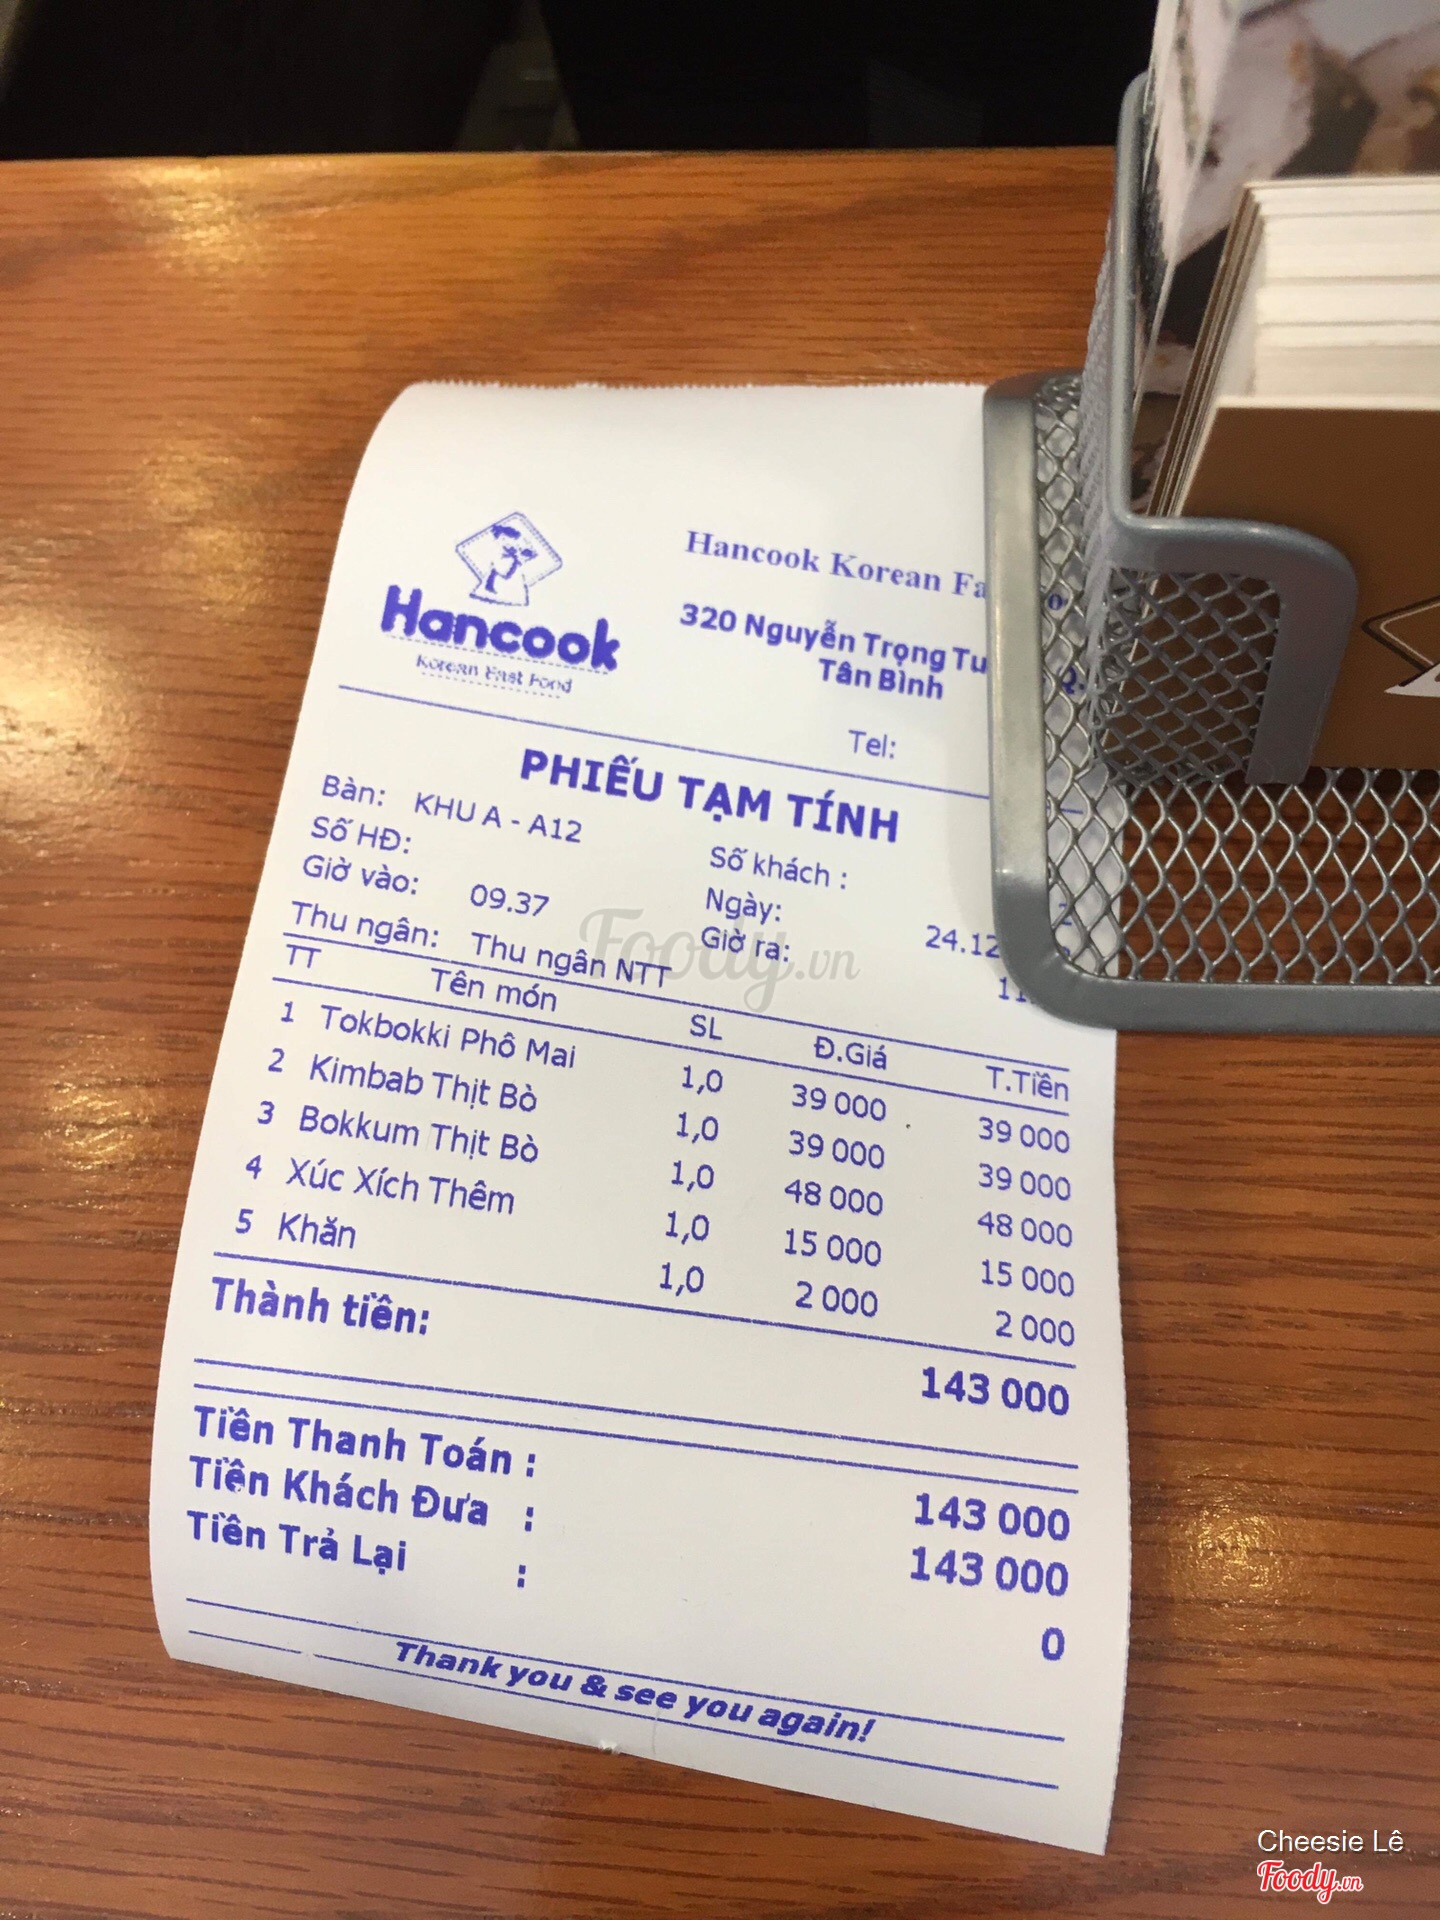 Hancook
Korean Fast Food
Hancook Korean
320 Nguyễn Trọng
Tân Bình
Tel:
PHIẾU TẠM TÍNH
Bàn: KHU A - A12
Số HĐ: Số khách :
Giờ vào: 09.37 Ngày: 24.12
Thu ngân: Thu ngân NTT Giờ ra:
TT Tên món SL Đ.Giá T.Tiền
1 Tokbokki Phô Mai 1,0 39 000 39 000
2 Kimbab Thịt Bò 1,0 39 000 39 000
3 Bokkum Thịt Bò 1,0 48 000 48 000
4 Xúc Xích Thêm 1,0 15 000 15 000
5 Khăn 1,0 2 000 2 000
Thành tiền: 143 000
Tiền Thanh Toán : 143 000
Tiền Khách Đưa : 143 000
Tiền Trả Lại : 0
Thank you & see you again!
Foody.vn
Cheesie Lê
Foody.vn